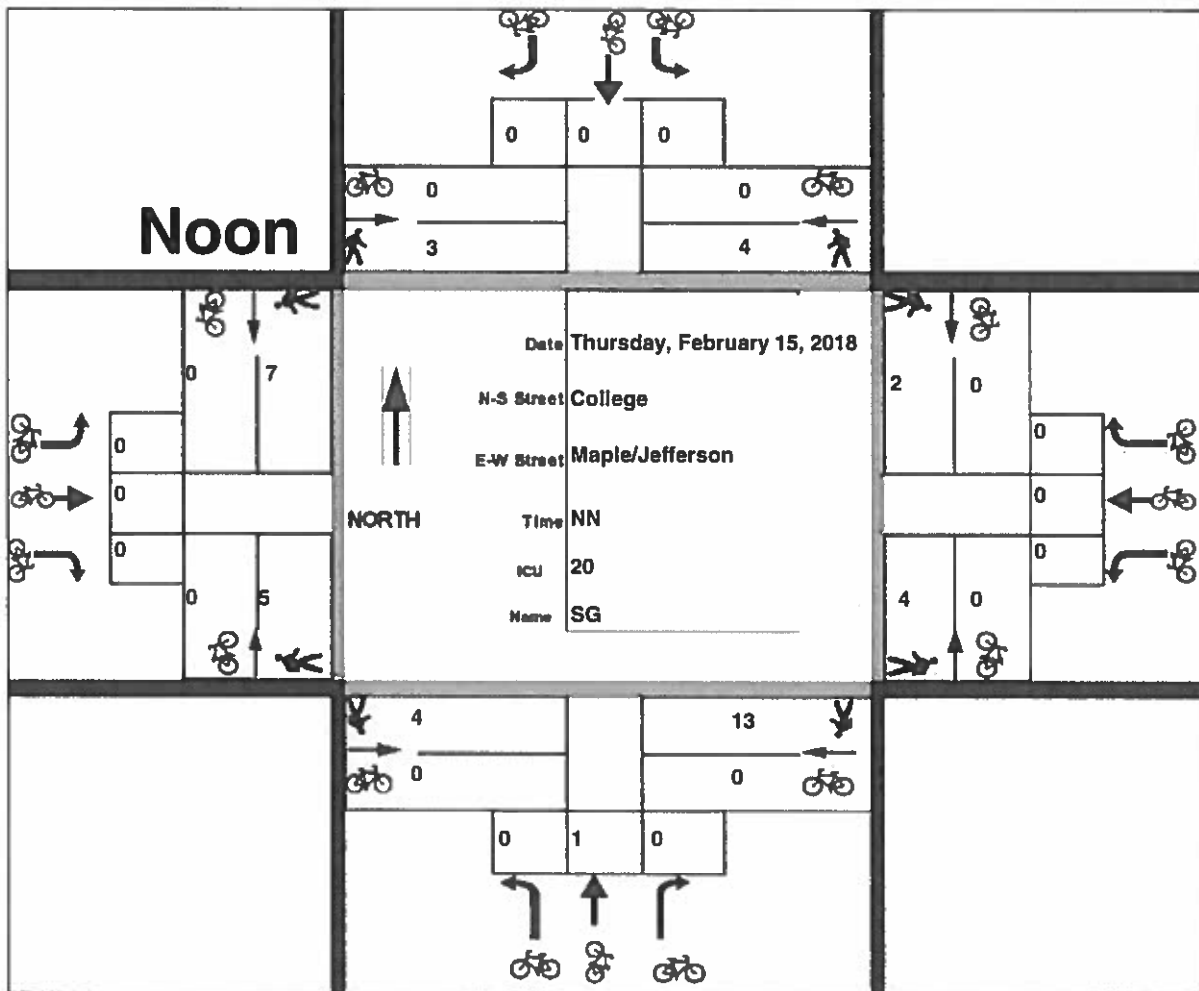 0 0 0
0 0
Noon
3 4
Date Thursday, February 15, 2018
0 7
2 0
N-S Street College
0
0
E-W Street Maple/Jefferson
0
0
NORTH
Time NN
0
0
ICU 20
0 5
4 0
Name SG
4 13
0 0
0 1 0